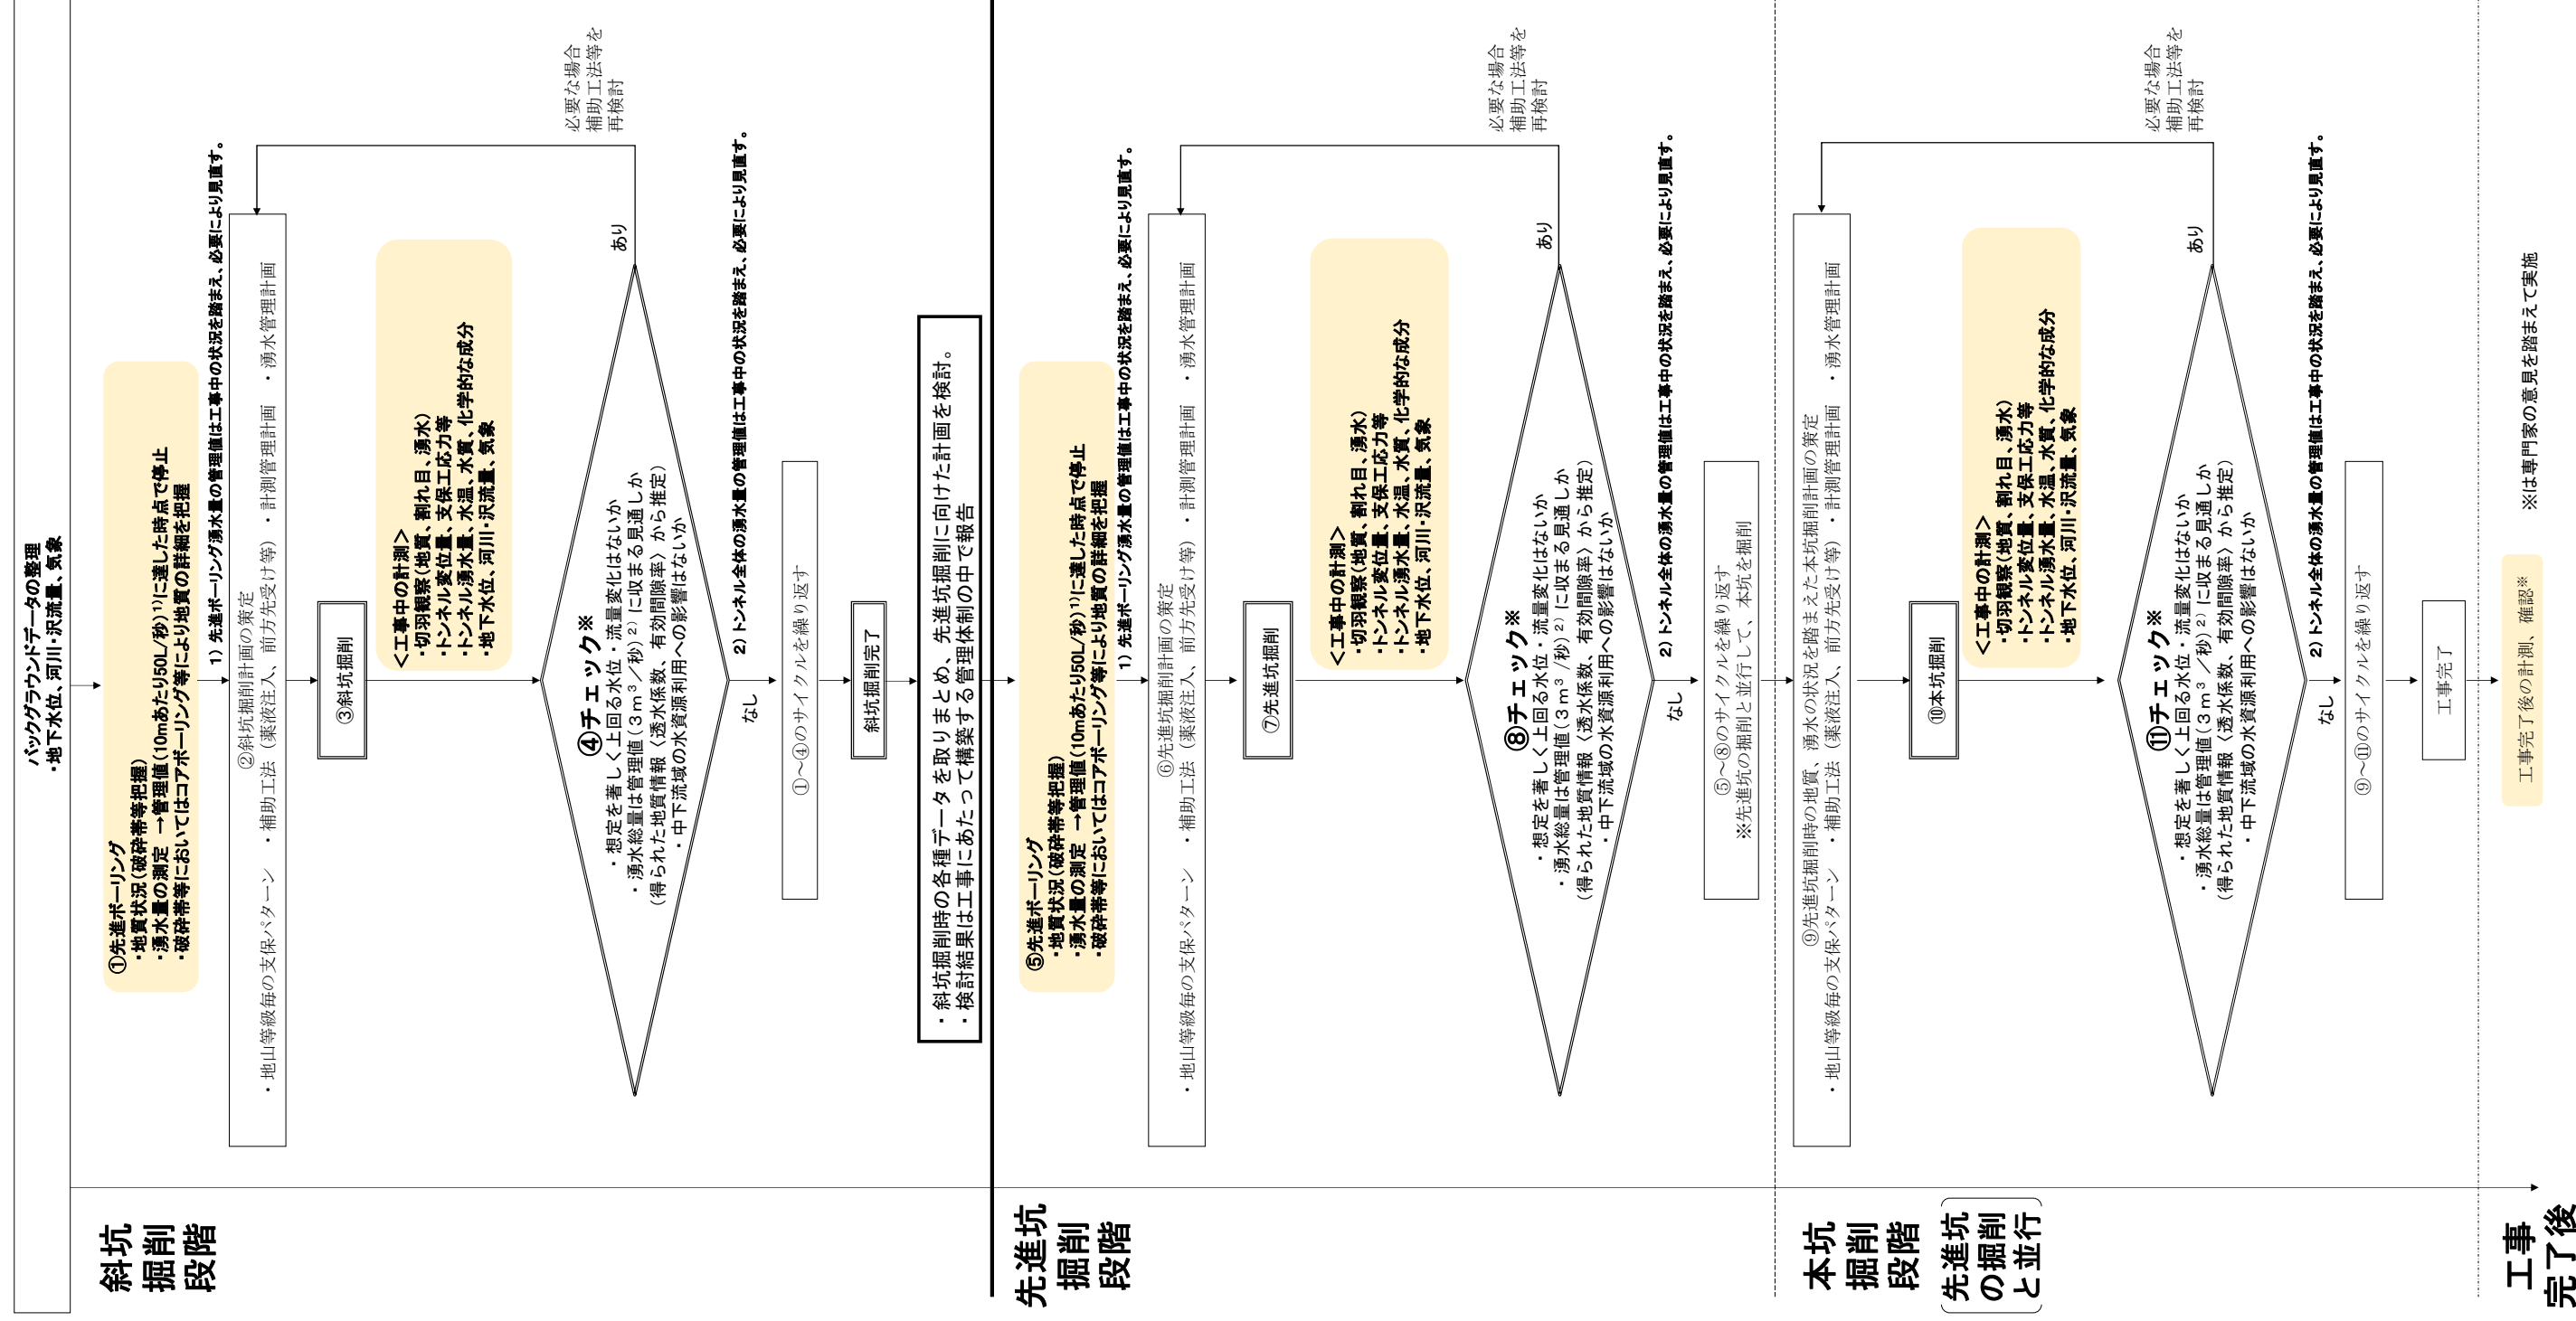 バックグラウンドデータの整理
・地下水位、河川・沢流量、気象
斜坑
掘削
段階
①先進ボーリング
・地質状況(破砕帯等把握)
・湧水量の測定 →管理値(10mあたり50L/秒)¹⁾に達した時点で停止
・破砕帯等においてはコアボーリング等により地質の詳細を把握
1) 先進ボーリング湧水量の管理値は工事中の状況を踏まえ、必要により見直す。
②斜坑掘削計画の策定
・地山等級毎の支保パターン ・補助工法（薬液注入、前方先受け等）・計測管理計画 ・湧水管理計画
③斜坑掘削
＜工事中の計測＞
・切羽観察(地質、割れ目、湧水)
・トンネル変位量、支保工応力等
・トンネル湧水量、水温、水質、化学的な成分
・地下水位、河川・沢流量、気象
必要な場合
補助工法等を
再検討
④チェック※
・想定を著しく上回る水位・流量変化はないか
・湧水総量は管理値(３ｍ³／秒)²⁾に収まる見通しか
(得られた地質情報〈透水係数、有効間隙率〉から推定)
・中下流域の水資源利用への影響はないか
あり
なし
2) トンネル全体の湧水量の管理値は工事中の状況を踏まえ、必要により見直す。
①～④のサイクルを繰り返す
斜坑掘削完了
・斜坑掘削時の各種データを取りまとめ、先進坑掘削に向けた計画を検討。
・検討結果は工事にあたって構築する管理体制の中で報告
先進坑
掘削
段階
⑤先進ボーリング
・地質状況(破砕帯等把握)
・湧水量の測定 →管理値(10mあたり50L/秒)¹⁾に達した時点で停止
・破砕帯等においてはコアボーリング等により地質の詳細を把握
1) 先進ボーリング湧水量の管理値は工事中の状況を踏まえ、必要により見直す。
⑥先進坑掘削計画の策定
・地山等級毎の支保パターン ・補助工法（薬液注入、前方先受け等）・計測管理計画 ・湧水管理計画
⑦先進坑掘削
＜工事中の計測＞
・切羽観察(地質、割れ目、湧水)
・トンネル変位量、支保工応力等
・トンネル湧水量、水温、水質、化学的な成分
・地下水位、河川・沢流量、気象
必要な場合
補助工法等を
再検討
⑧チェック※
・想定を著しく上回る水位・流量変化はないか
・湧水総量は管理値(３ｍ³／秒)²⁾に収まる見通しか
(得られた地質情報〈透水係数、有効間隙率〉から推定)
・中下流域の水資源利用への影響はないか
あり
なし
2) トンネル全体の湧水量の管理値は工事中の状況を踏まえ、必要により見直す。
⑤～⑧のサイクルを繰り返す
※先進坑の掘削と並行して、本坑を掘削
本坑
掘削
段階
先進坑
の掘削
と並行
⑨先進坑掘削時の地質、湧水の状況を踏まえた本坑掘削計画の策定
・地山等級毎の支保パターン ・補助工法（薬液注入、前方先受け等）・計測管理計画 ・湧水管理計画
⑩本坑掘削
＜工事中の計測＞
・切羽観察(地質、割れ目、湧水)
・トンネル変位量、支保工応力等
・トンネル湧水量、水温、水質、化学的な成分
・地下水位、河川・沢流量、気象
必要な場合
補助工法等を
再検討
⑪チェック※
・想定を著しく上回る水位・流量変化はないか
・湧水総量は管理値(３ｍ³／秒)²⁾に収まる見通しか
(得られた地質情報〈透水係数、有効間隙率〉から推定)
・中下流域の水資源利用への影響はないか
あり
なし
2) トンネル全体の湧水量の管理値は工事中の状況を踏まえ、必要により見直す。
⑨～⑪のサイクルを繰り返す
工事完了
工事
完了後
工事完了後の計測、確認※
※は専門家の意見を踏まえて実施